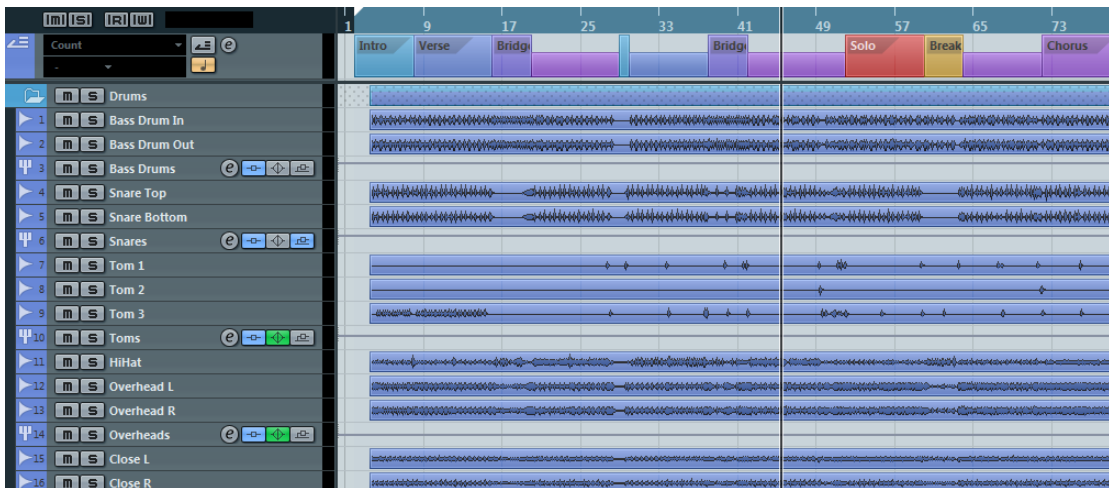 m S R W
1 9 17 25 33 41 49 57 65 73
Count e Intro Verse Bridge Bridge Solo Break Chorus
-
m S Drums
1 m S Bass Drum In
2 m S Bass Drum Out
3 m S Bass Drums e
4 m S Snare Top
5 m S Snare Bottom
6 m S Snares e
7 m S Tom 1
8 m S Tom 2
9 m S Tom 3
10 m S Toms e
11 m S HiHat
12 m S Overhead L
13 m S Overhead R
14 m S Overheads e
15 m S Close L
16 m S Close R